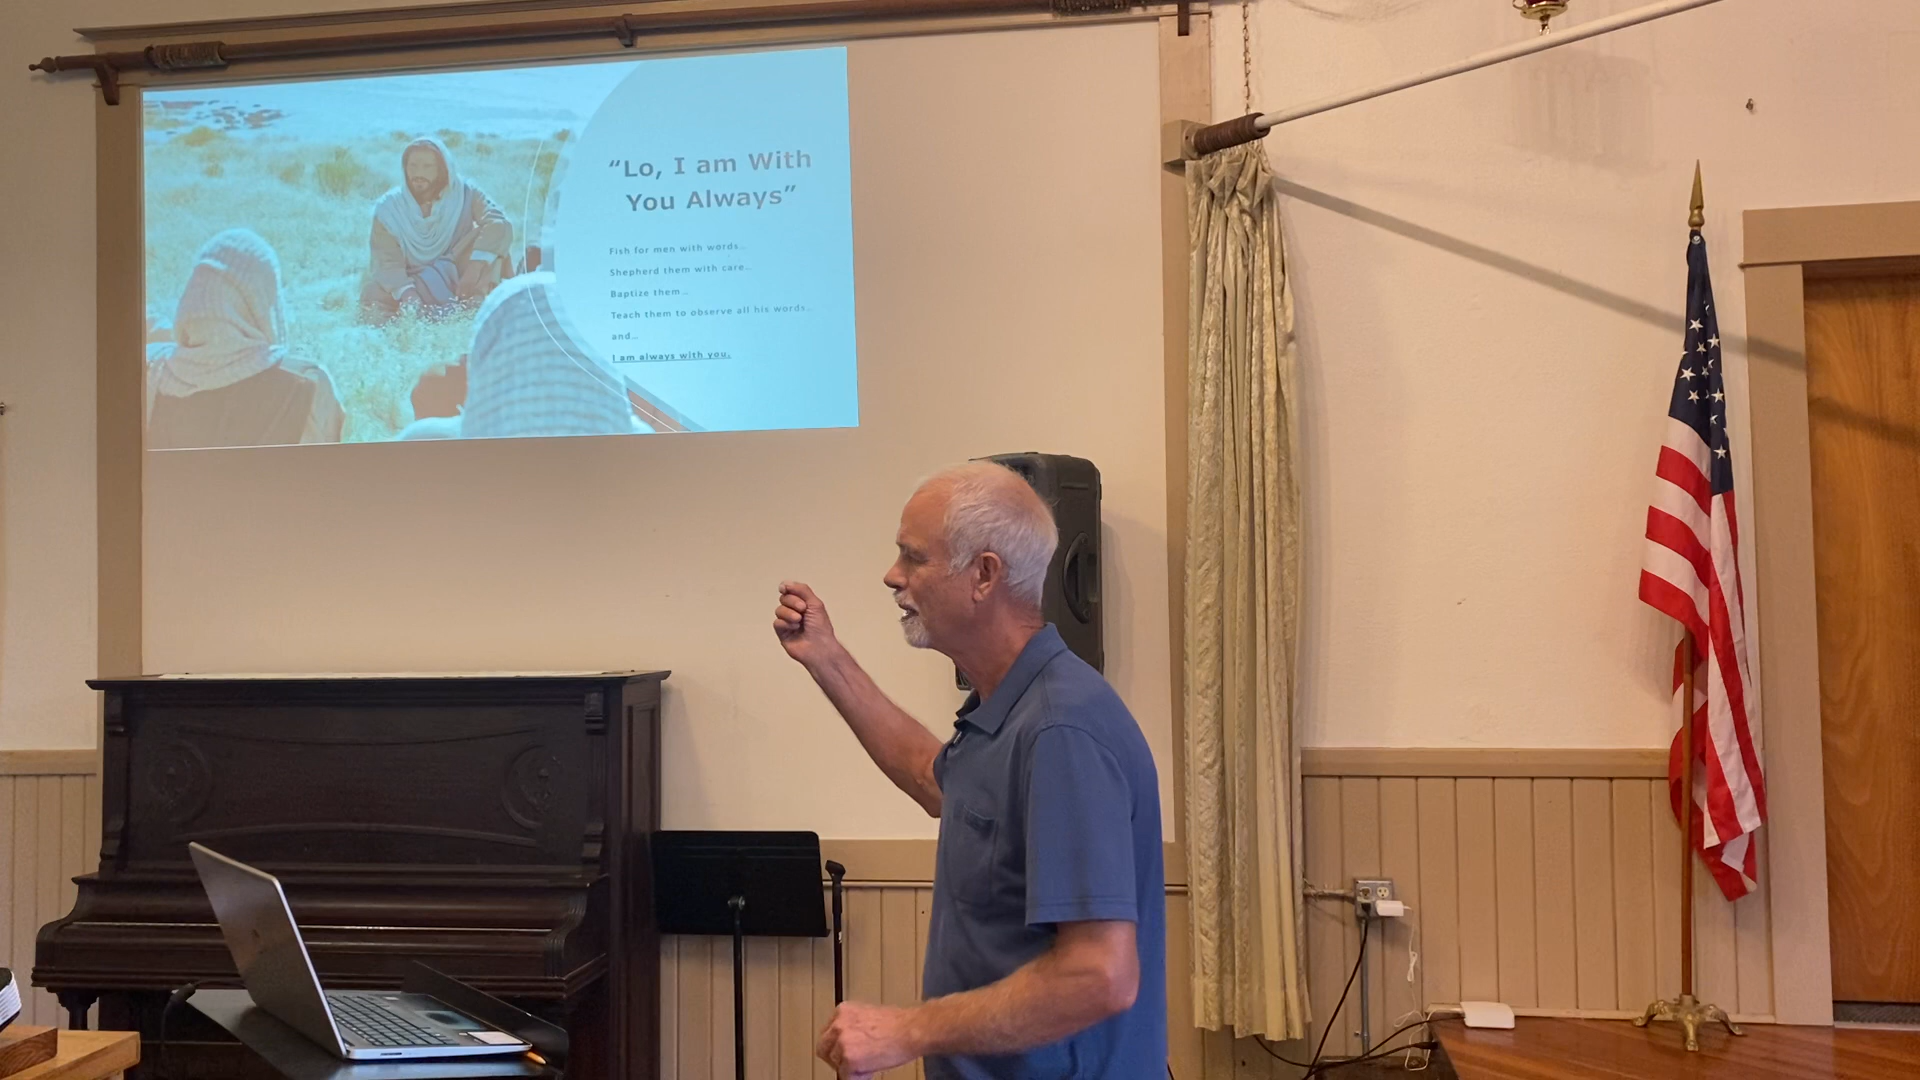 “Lo, I am With
You Always”
Fish for men with words...
Shepherd them with care...
Baptize them...
Teach them to observe all his words...
and...
I am always with you.